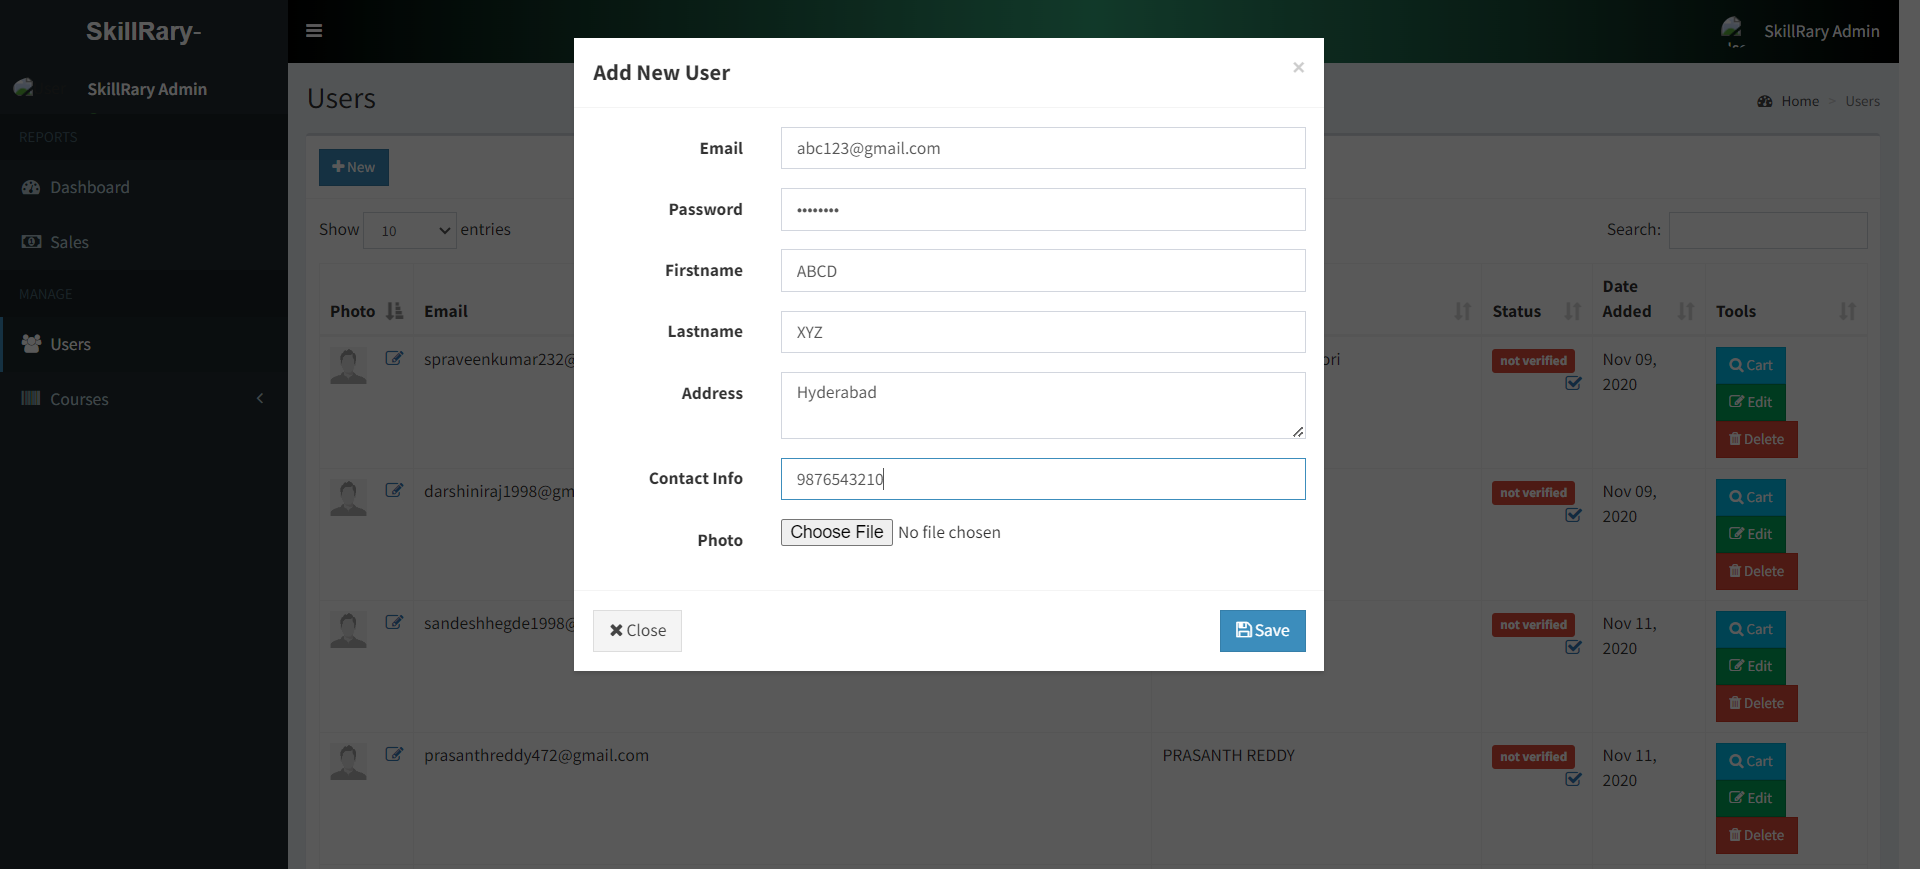 SkillRary-
SkillRary Admin
SkillRary Admin
REPORTS
Dashboard
Sales
MANAGE
Users
Courses
Users
Home > Users
New
Show 10 entries
Search:
Photo Email Status Date Added Tools
spraveenkumar232@ ori not verified Nov 09, 2020
Cart
Edit
Delete
darshiniraj1998@gm not verified Nov 09, 2020
Cart
Edit
Delete
sandeshhegde1998@ not verified Nov 11, 2020
Cart
Edit
Delete
prasanthreddy472@gmail.com PRASANTH REDDY not verified Nov 11, 2020
Cart
Edit
Delete
Add New User ×
Email abc123@gmail.com
Password ••••••••
Firstname ABCD
Lastname XYZ
Address Hyderabad
Contact Info 9876543210
Photo Choose File No file chosen
Close Save